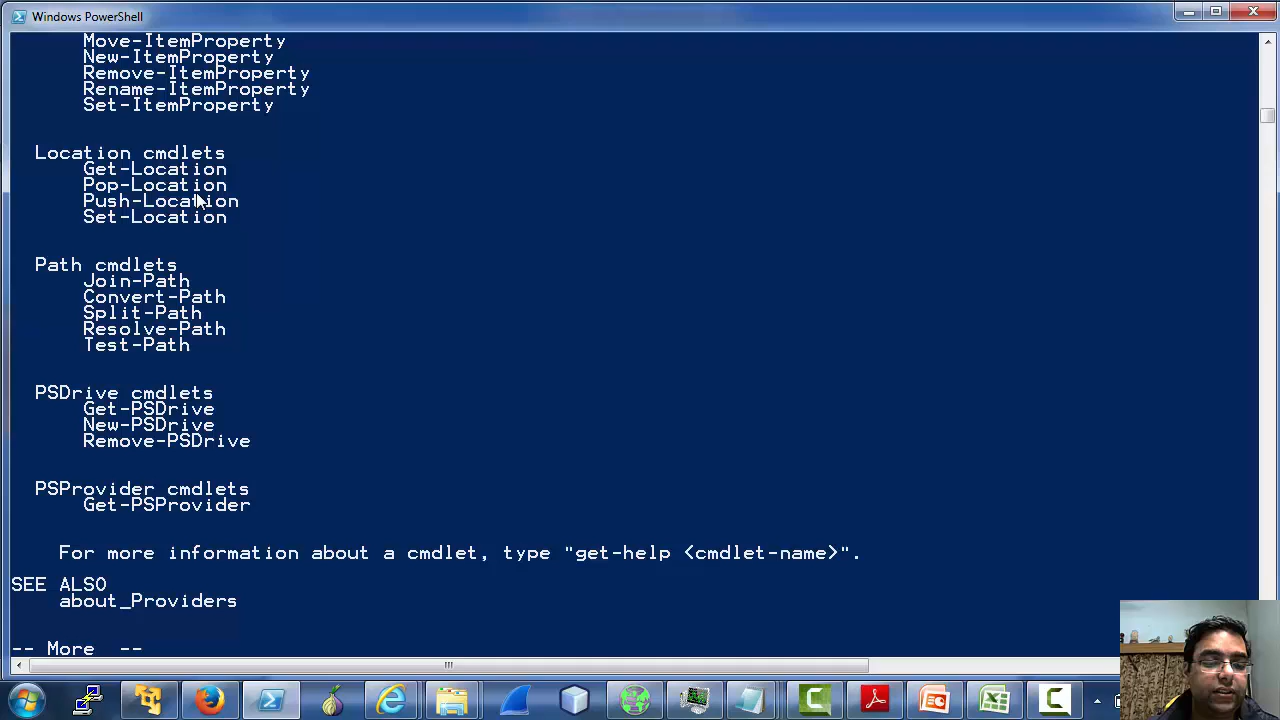 Windows PowerShell
Move-ItemProperty
New-ItemProperty
Remove-ItemProperty
Rename-ItemProperty
Set-ItemProperty
Location cmdlets
Get-Location
Pop-Location
Push-Location
Set-Location
Path cmdlets
Join-Path
Convert-Path
Split-Path
Resolve-Path
Test-Path
PSDrive cmdlets
Get-PSDrive
New-PSDrive
Remove-PSDrive
PSProvider cmdlets
Get-PSProvider
For more information about a cmdlet, type "get-help <cmdlet-name>".
SEE ALSO
about_Providers
-- More --